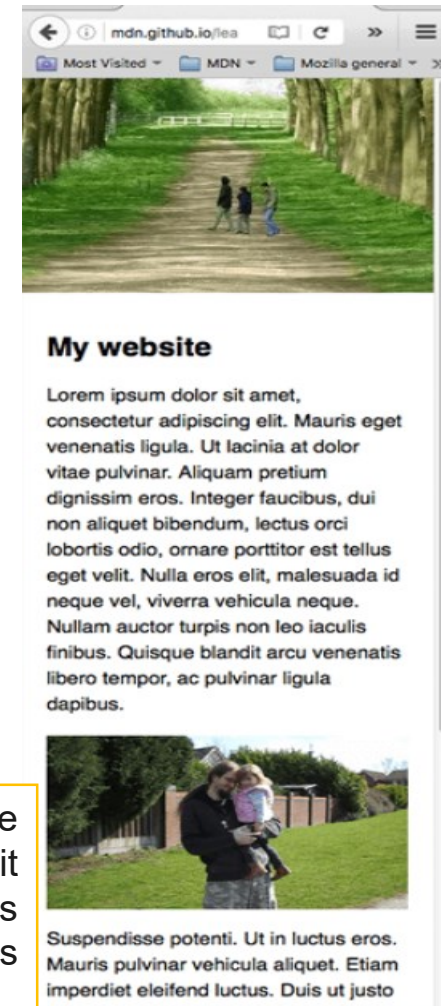 mdn.github.io/lea
Most Visited
MDN
Mozilla general
My website
Lorem ipsum dolor sit amet,
consectetur adipiscing elit. Mauris eget
venenatis ligula. Ut lacinia at dolor
vitae pulvinar. Aliquam pretium
dignissim eros. Integer faucibus, dui
non aliquet bibendum, lectus orci
lobortis odio, ornare porttitor est tellus
eget velit. Nulla eros elit, malesuada id
neque vel, viverra vehicula neque.
Nullam auctor turpis non leo iaculis
finibus. Quisque blandit arcu venenatis
libero tempor, ac pulvinar ligula
dapibus.
e
it
s
s
Suspendisse potenti. Ut in luctus eros.
Mauris pulvinar vehicula aliquet. Etiam
imperdiet eleifend luctus. Duis ut justo